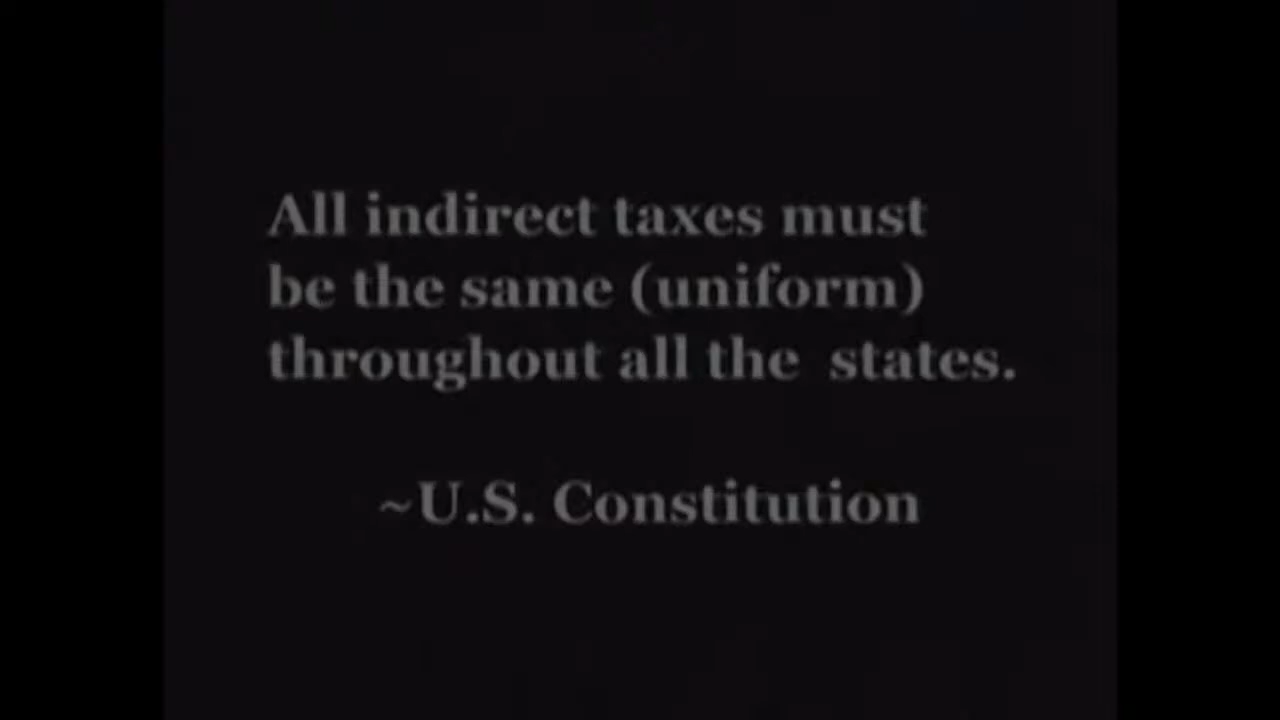 All indirect taxes must
be the same (uniform)
throughout all the  states.
~U.S. Constitution